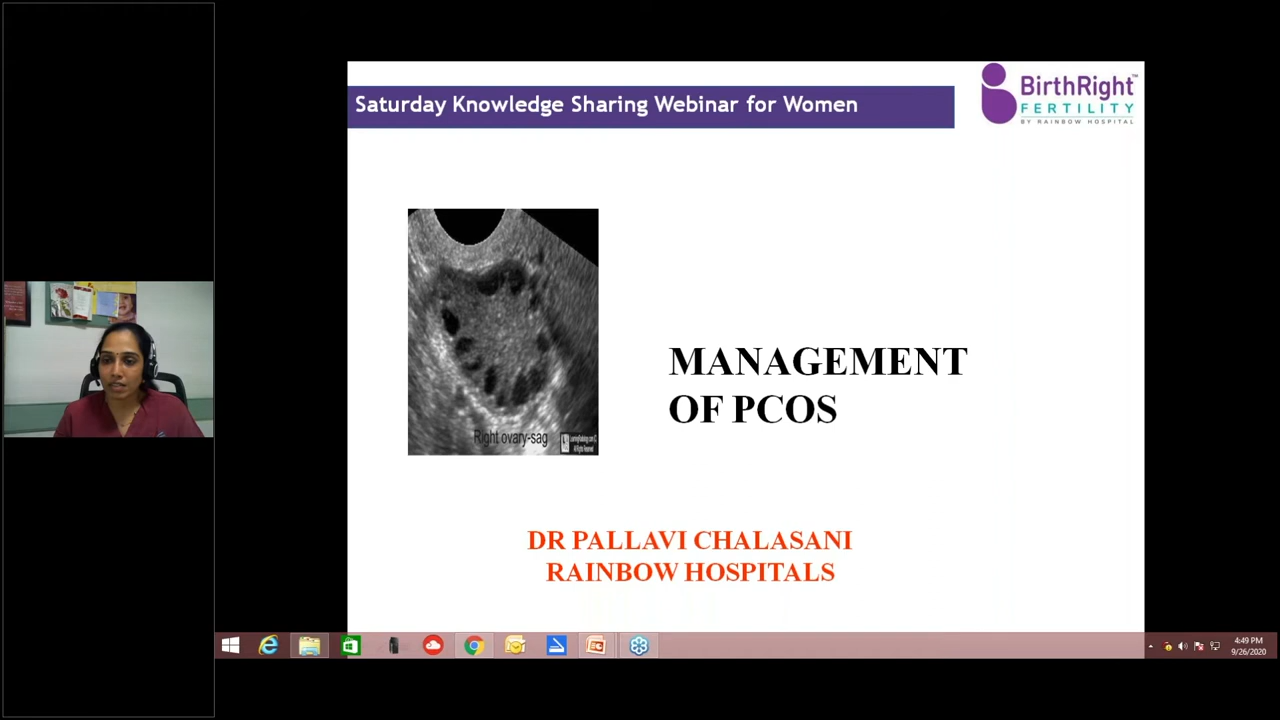 Saturday Knowledge Sharing Webinar for Women
BirthRight
FERTILITY
BY RAINBOW HOSPITAL
Right ovary-sag
MANAGEMENT
OF PCOS
DR PALLAVI CHALASANI
RAINBOW HOSPITALS
4:49 PM
9/26/2020